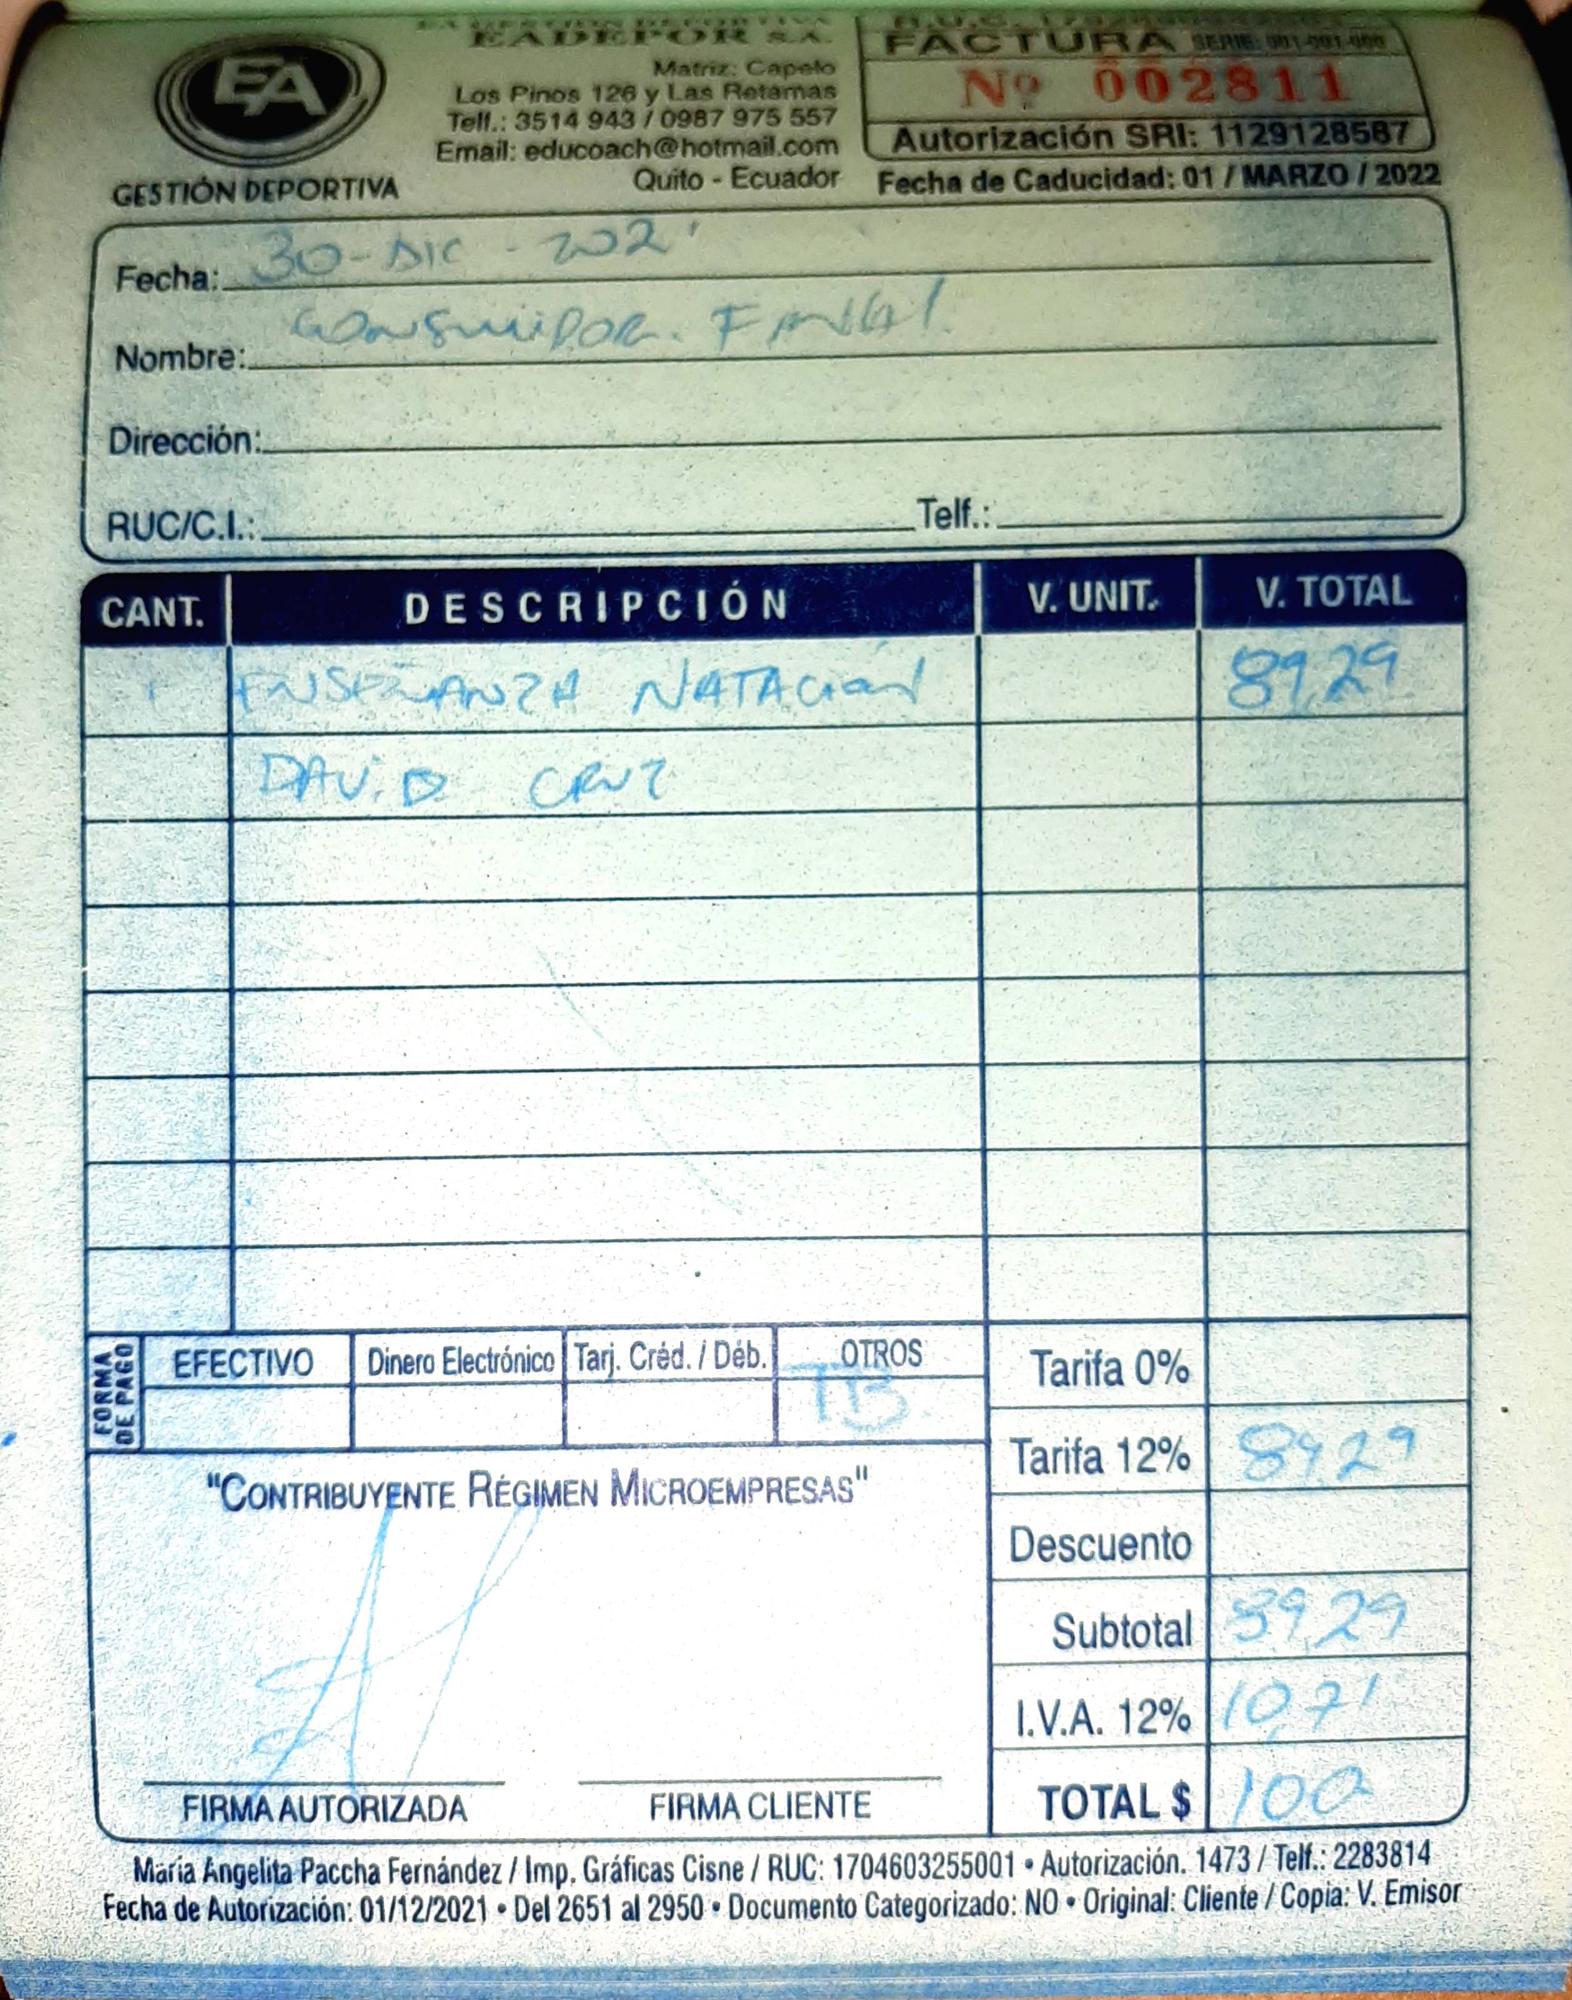 EA GESTIÓN DEPORTIVA
EADEPOR S.A.
Matriz: Capelo
Los Pinos 126 y Las Retamas
Telf.: 3514 943 / 0987 975 557
Email: educoach@hotmail.com
Quito - Ecuador
EA
GESTIÓN DEPORTIVA
R.U.C.
FACTURA SERIE: 001-001-000
Nº 002811
Autorización SRI: 1129128587
Fecha de Caducidad: 01 / MARZO / 2022
Fecha: 30-DIC-2021
Nombre: CONSUMIDOR FINAL
Dirección:
RUC/C.I.: Telf.:
CANT. DESCRIPCIÓN V. UNIT. V. TOTAL
1 ENSEÑANZA NATACIÓN 89,29
DAVID CRUZ
FORMA DE PAGO
EFECTIVO Dinero Electrónico Tarj. Créd. / Déb. OTROS
TB.
Tarifa 0%
Tarifa 12% 89,29
Descuento
Subtotal 89,29
I.V.A. 12% 10,71
TOTAL $ 100
"CONTRIBUYENTE RÉGIMEN MICROEMPRESAS"
FIRMA AUTORIZADA FIRMA CLIENTE
María Angelita Paccha Fernández / Imp. Gráficas Cisne / RUC: 1704603255001 • Autorización. 1473 / Telf.: 2283814
Fecha de Autorización: 01/12/2021 • Del 2651 al 2950 • Documento Categorizado: NO • Original: Cliente / Copia: V. Emisor